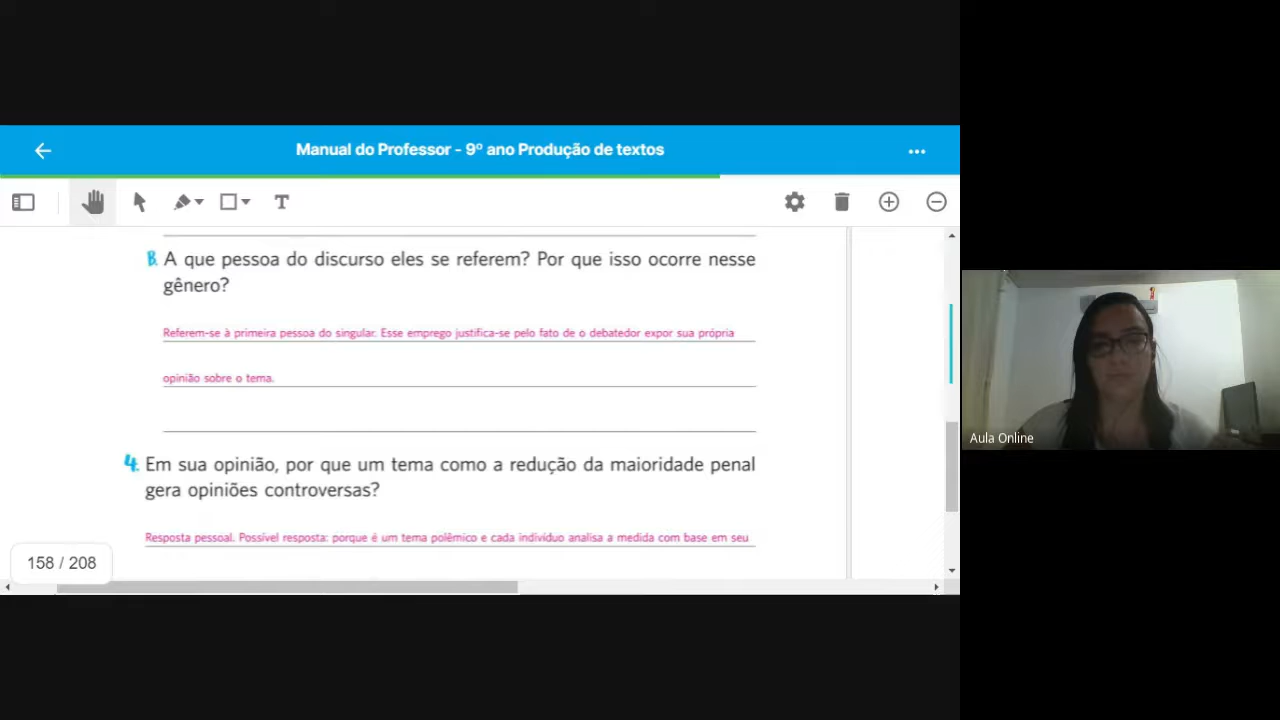 Manual do Professor - 9º ano Produção de textos
B. A que pessoa do discurso eles se referem? Por que isso ocorre nesse
gênero?
Referem-se à primeira pessoa do singular. Esse emprego justifica-se pelo fato de o debatedor expor sua própria
opinião sobre o tema.
4. Em sua opinião, por que um tema como a redução da maioridade penal
gera opiniões controversas?
Resposta pessoal. Possível resposta: porque é um tema polêmico e cada indivíduo analisa a medida com base em seu
158 / 208
Aula Online